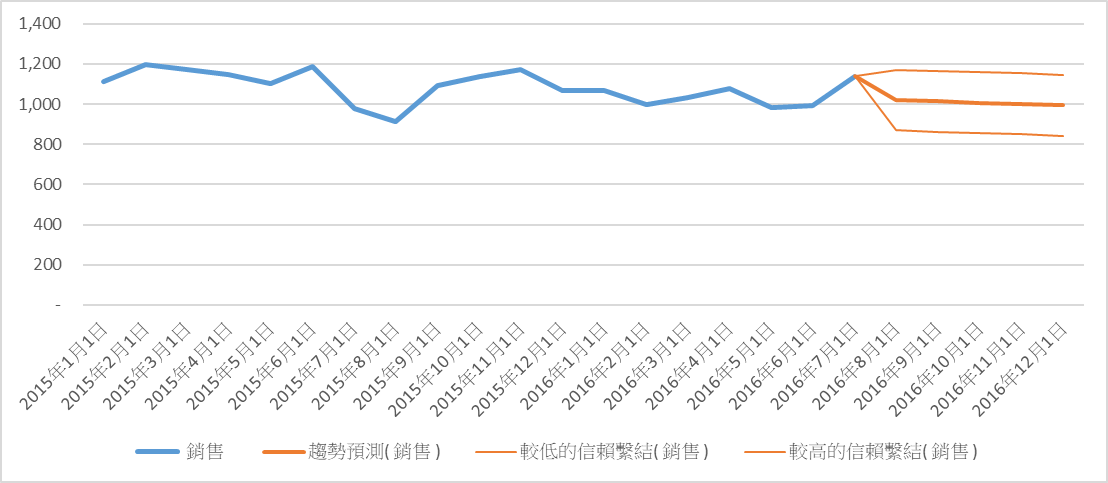 1,400
1,200
1,000
800
600
400
200
-
2015年1月1日
2015年2月1日
2015年3月1日
2015年4月1日
2015年5月1日
2015年6月1日
2015年7月1日
2015年8月1日
2015年9月1日
2015年10月1日
2015年11月1日
2015年12月1日
2016年1月1日
2016年2月1日
2016年3月1日
2016年4月1日
2016年5月1日
2016年6月1日
2016年7月1日
2016年8月1日
2016年9月1日
2016年10月1日
2016年11月1日
2016年12月1日
銷售 趨勢預測(銷售) 較低的信賴繫結(銷售) 較高的信賴繫結(銷售)